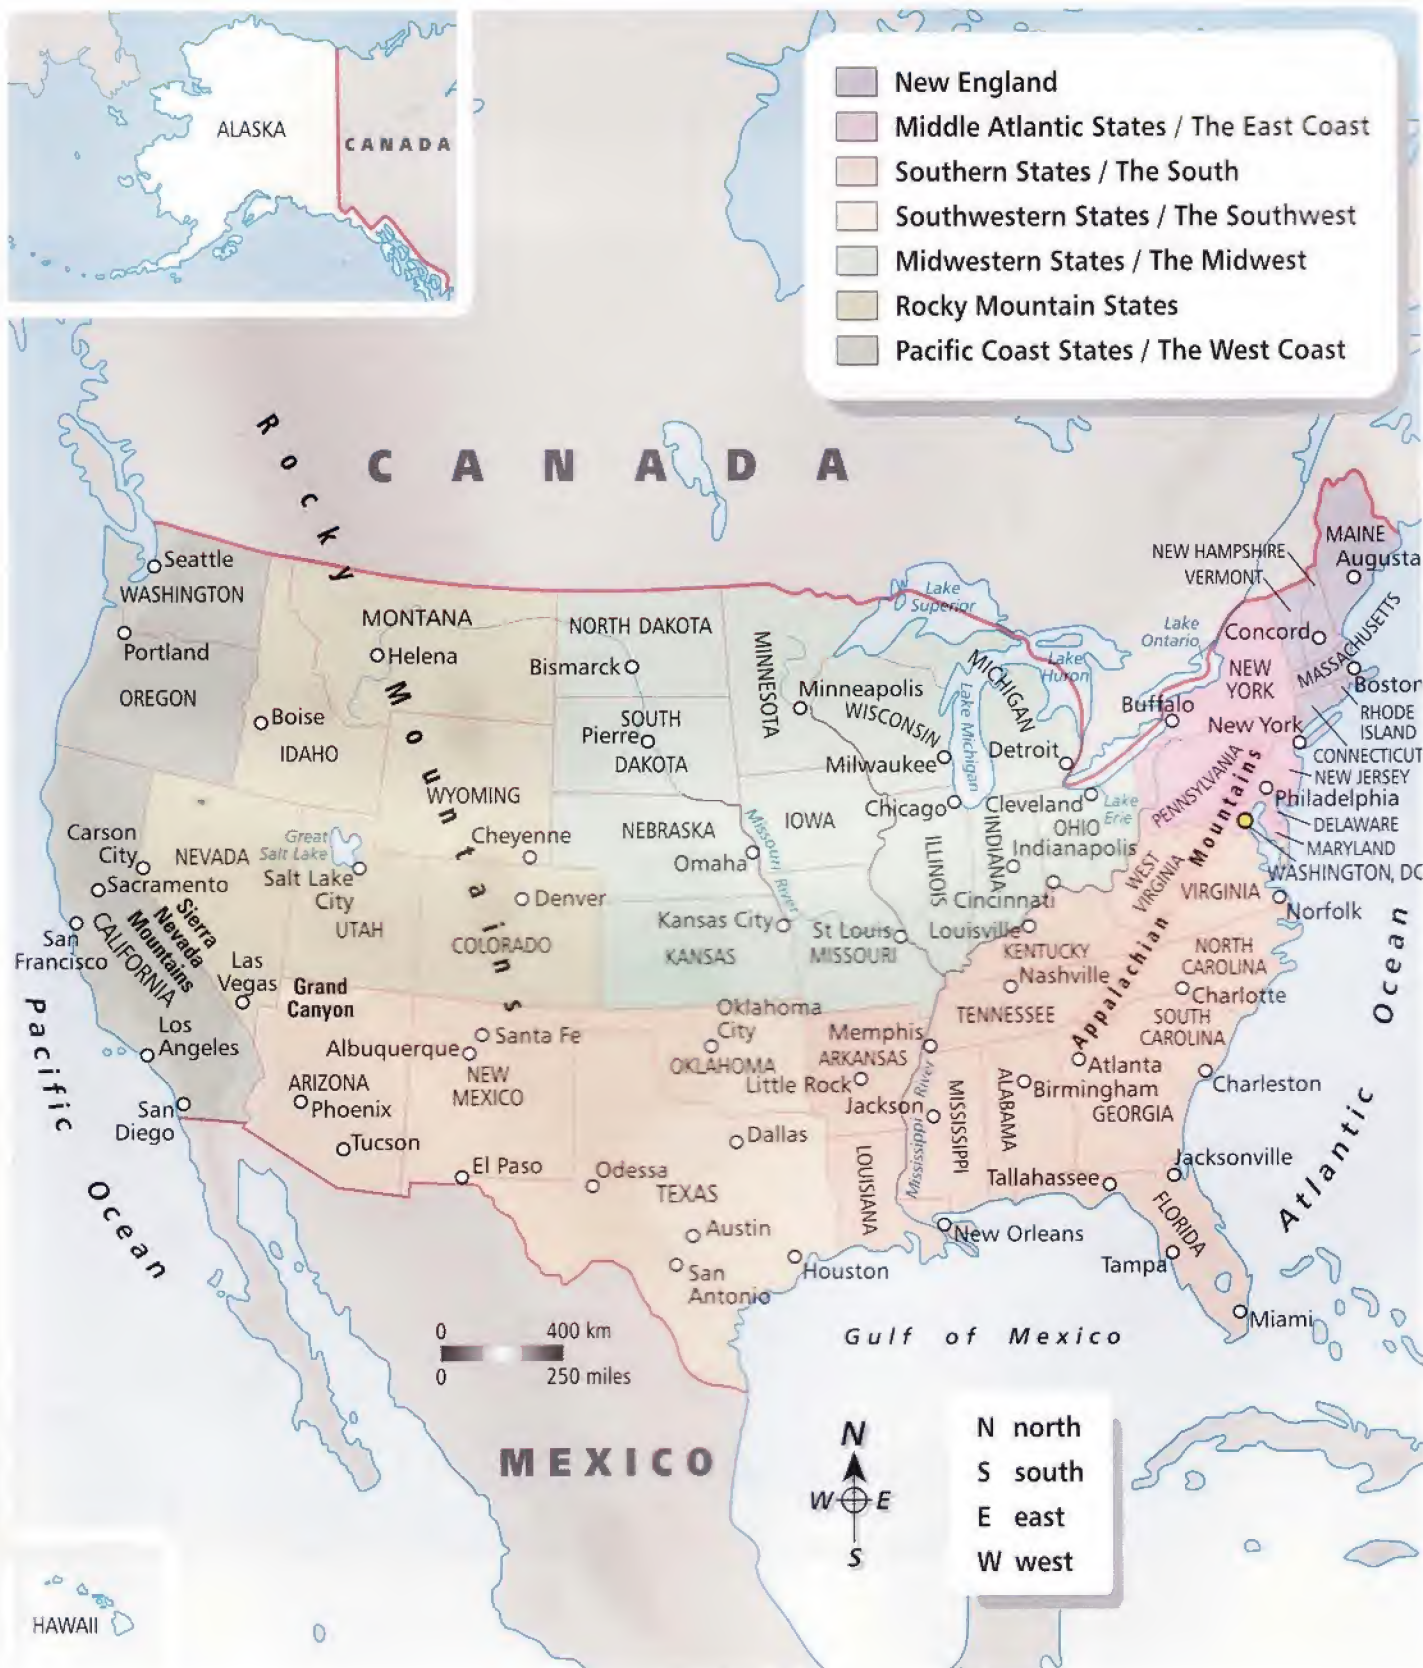 ALASKA
CANADA
New England
Middle Atlantic States / The East Coast
Southern States / The South
Southwestern States / The Southwest
Midwestern States / The Midwest
Rocky Mountain States
Pacific Coast States / The West Coast
CANADA
Rocky Mountains
Seattle
WASHINGTON
Portland
OREGON
MONTANA
Helena
Boise
IDAHO
WYOMING
Cheyenne
NORTH DAKOTA
Bismarck
SOUTH
Pierre
DAKOTA
NEBRASKA
Omaha
MINNESOTA
Minneapolis
WISCONSIN
Milwaukee
IOWA
Missouri River
Lake
Superior
MICHIGAN
Lake Michigan
Lake
Huron
Detroit
Lake
Ontario
Lake
Erie
Buffalo
NEW HAMPSHIRE
VERMONT
MAINE
Augusta
Concord
MASSACHUSETTS
Boston
NEW
YORK
New York
RHODE
ISLAND
CONNECTICUT
NEW JERSEY
PENNSYLVANIA
Philadelphia
DELAWARE
MARYLAND
WASHINGTON, DC
Chicago
Cleveland
OHIO
INDIANA
Indianapolis
ILLINOIS
Cincinnati
WEST
VIRGINIA
VIRGINIA
Norfolk
Appalachian Mountains
Carson
City
NEVADA
Great
Salt Lake
Salt Lake
City
UTAH
Sacramento
San
Francisco
CALIFORNIA
Sierra
Nevada
Mountains
Las
Vegas
Grand
Canyon
Denver
COLORADO
Kansas City
KANSAS
St Louis
MISSOURI
Louisville
KENTUCKY
Nashville
TENNESSEE
NORTH
CAROLINA
Charlotte
SOUTH
CAROLINA
Los
Angeles
San
Diego
ARIZONA
Phoenix
Tucson
Santa Fe
Albuquerque
NEW
MEXICO
El Paso
Oklahoma
City
OKLAHOMA
Memphis
ARKANSAS
Little Rock
Jackson
MISSISSIPPI
Mississippi River
ALABAMA
Birmingham
Atlanta
GEORGIA
Charleston
Dallas
Odessa
TEXAS
Austin
San
Antonio
Houston
LOUISIANA
New Orleans
Tallahassee
Jacksonville
FLORIDA
Tampa
Miami
Pacific Ocean
Atlantic Ocean
Gulf of Mexico
0 400 km
0 250 miles
MEXICO
N
W E
S
N north
S south
E east
W west
HAWAII